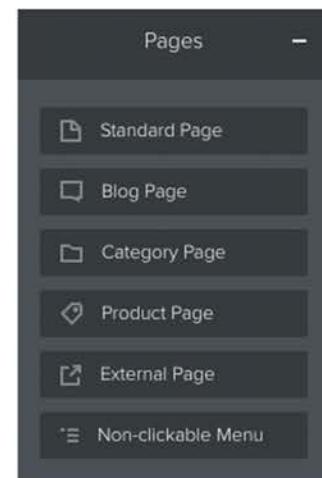 Pages
Standard Page
Blog Page
Category Page
Product Page
External Page
Non-clickable Menu